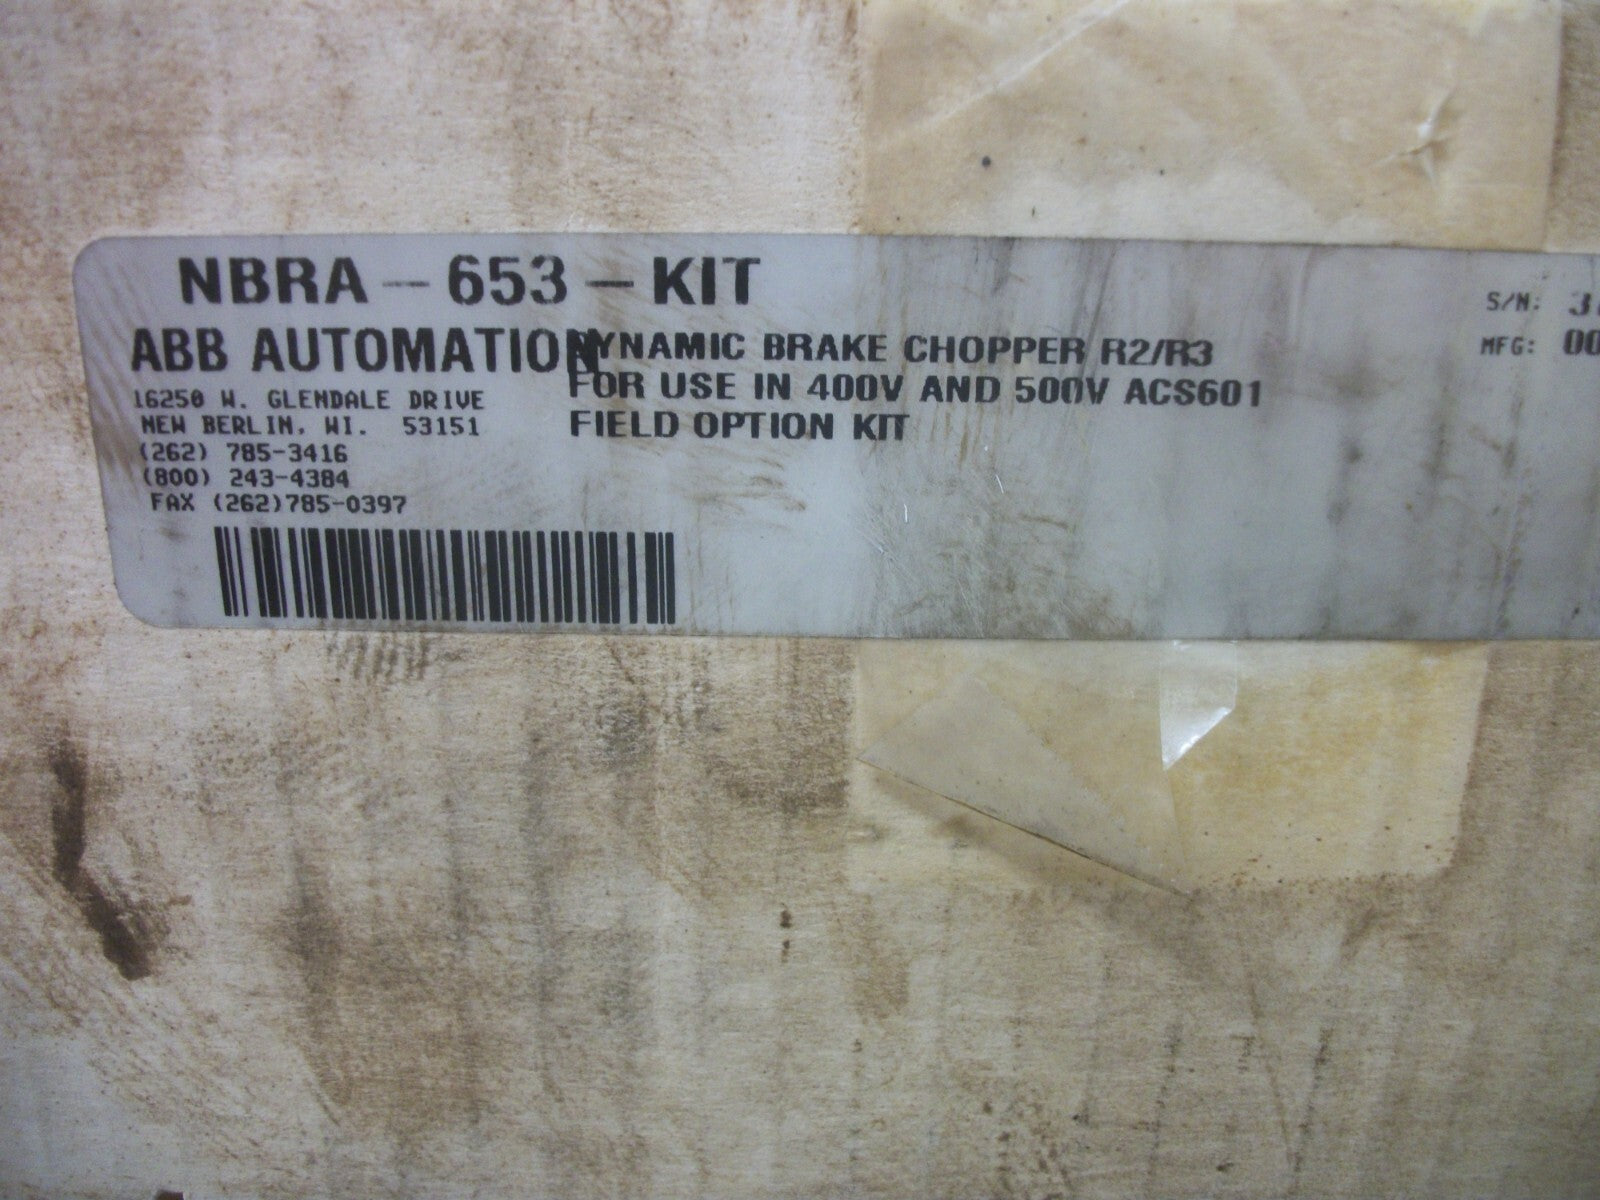 NBRA - 653 - KIT
ABB AUTOMATION
16250 W. GLENDALE DRIVE
NEW BERLIN, WI. 53151
(262) 785-3416
(800) 243-4384
FAX (262)785-0397
DYNAMIC BRAKE CHOPPER R2/R3
FOR USE IN 400V AND 500V ACS601
FIELD OPTION KIT
S/N:
MFG: